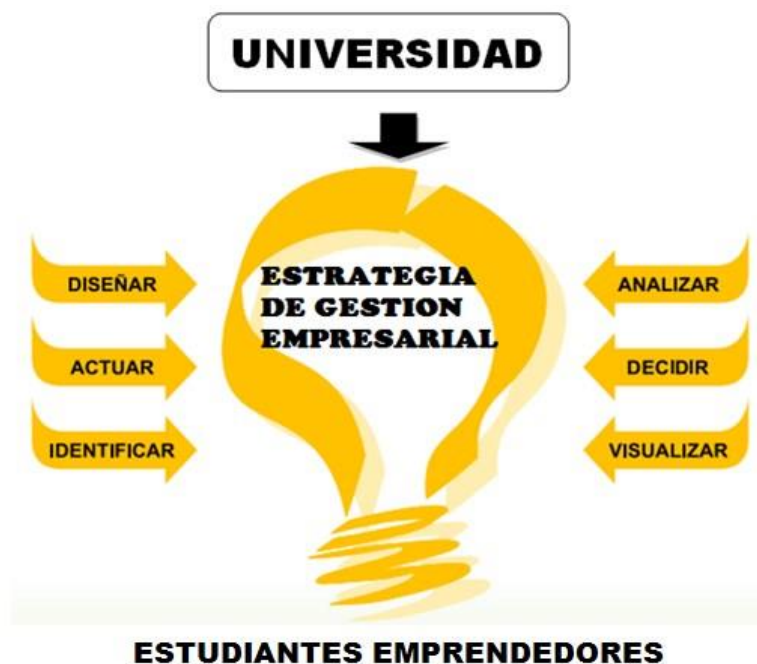 UNIVERSIDAD
ESTRATEGIA
DE GESTION
EMPRESARIAL
DISEÑAR
ACTUAR
IDENTIFICAR
ANALIZAR
DECIDIR
VISUALIZAR
ESTUDIANTES EMPRENDEDORES